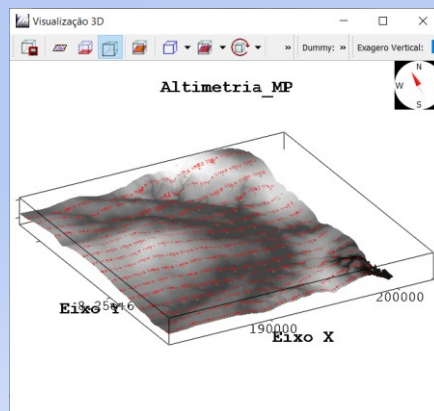 Visualização 3D
» Dummy: » Exagero Vertical:
N
W
S
Altimetria_MP
Eixo Y
190000
200000
Eixo X